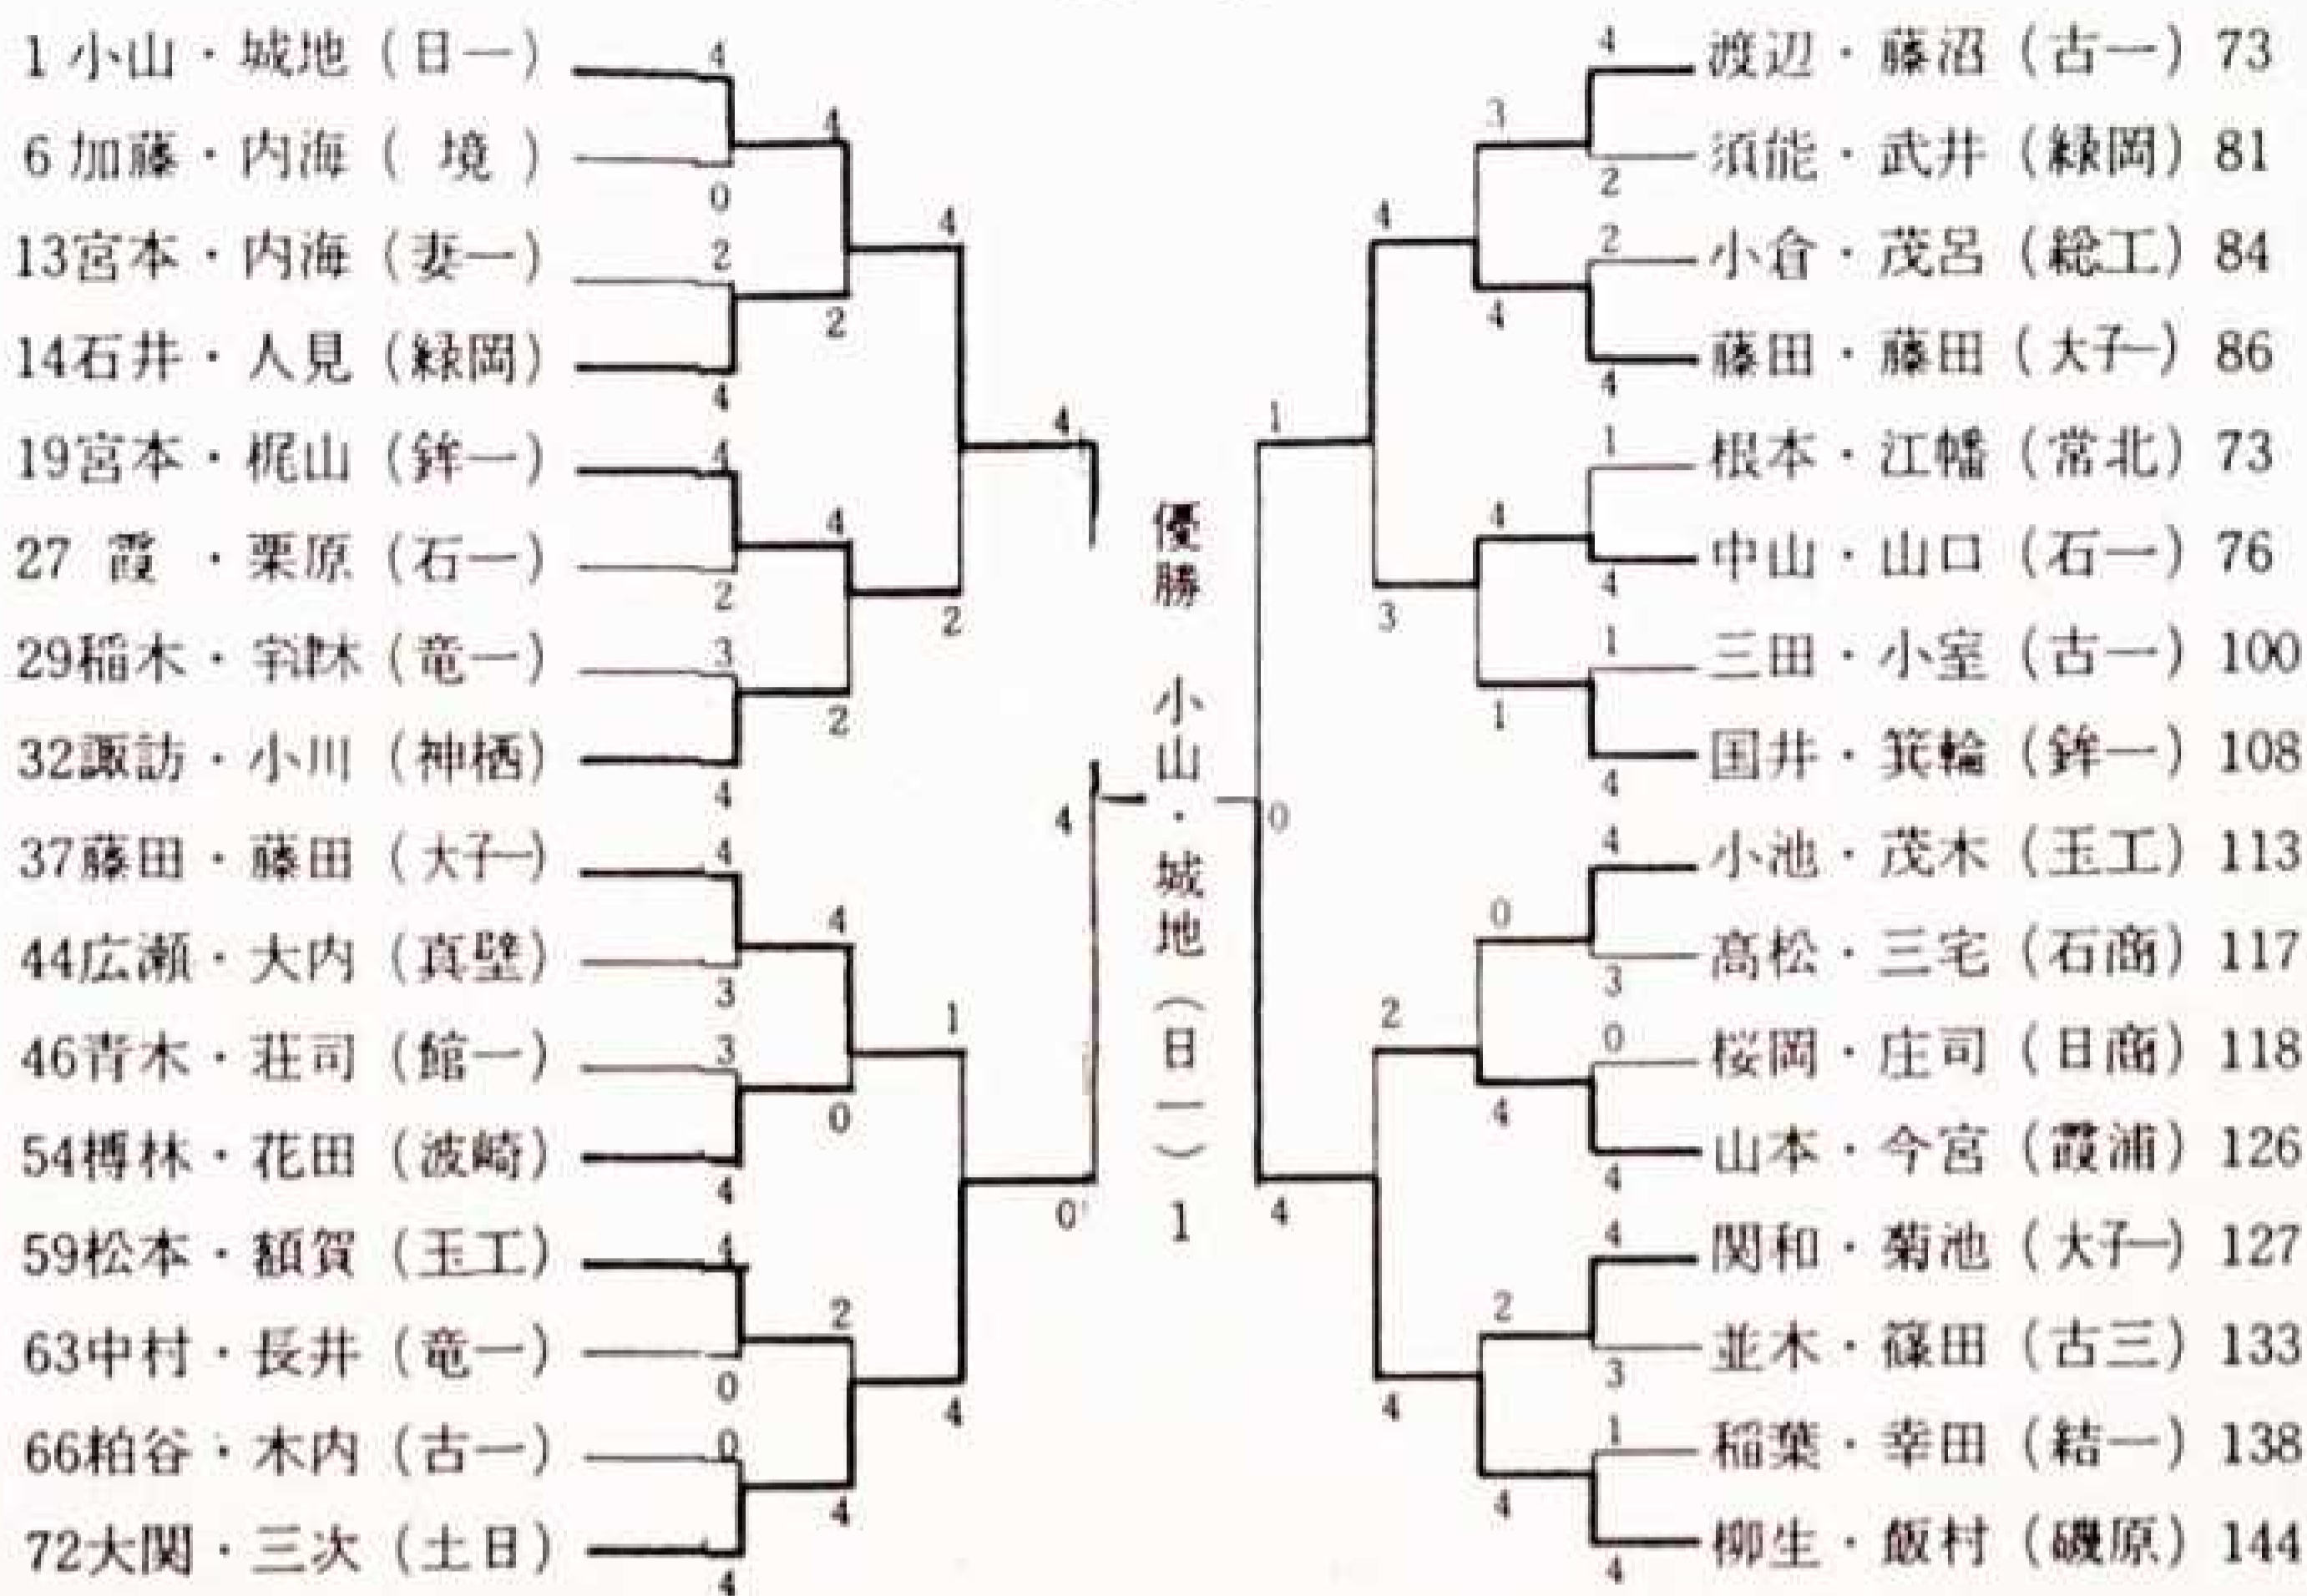 1 小山・城地（日一）
4
6 加藤・内海（ 境 ）
0
4
13宮本・内海（妻一）
2
14石井・人見（緑岡）
4
2
4
19宮本・梶山（鉾一）
4
27 霞 ・栗原（石一）
2
4
29稲木・宇津木（竜一）
3
32諏訪・小川（神栖）
4
2
2
4
37藤田・藤田（大子一）
4
44広瀬・大内（真壁）
3
4
46青木・荘司（館一）
3
54榑林・花田（波崎）
4
0
1
59松本・額賀（玉工）
4
63中村・長井（竜一）
0
2
66粕谷・木内（古一）
0
72大関・三次（土日）
4
4
4
0
4
優勝 小山・城地（日一）1
0
渡辺・藤沼（古一）73
4
須能・武井（緑岡）81
2
3
小倉・茂呂（総工）84
2
藤田・藤田（大子一）86
4
4
4
根本・江幡（常北）73
1
中山・山口（石一）76
4
4
三田・小室（古一）100
1
国井・箕輪（鉾一）108
4
1
3
1
小池・茂木（玉工）113
4
高松・三宅（石商）117
3
0
桜岡・庄司（日商）118
0
山本・今宮（霞浦）126
4
4
2
関和・菊池（大子一）127
4
並木・篠田（古三）133
3
2
稲葉・幸田（結一）138
1
柳生・飯村（磯原）144
4
4
4
4